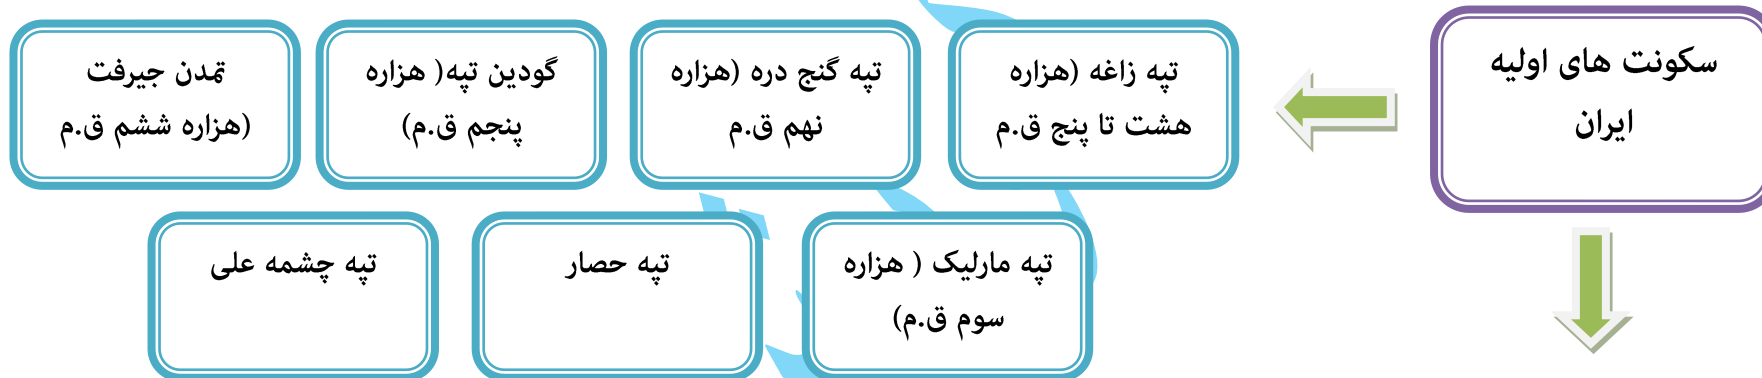 سکونت های اولیه
ایران
تپه زاغه (هزاره
هشت تا پنج ق.م
تپه گنج دره (هزاره
نهم ق.م
گودین تپه( هزاره
پنجم ق.م)
تمدن جیرفت
(هزاره ششم ق.م
تپه مارلیک ( هزاره
سوم ق.م)
تپه حصار
تپه چشمه علی